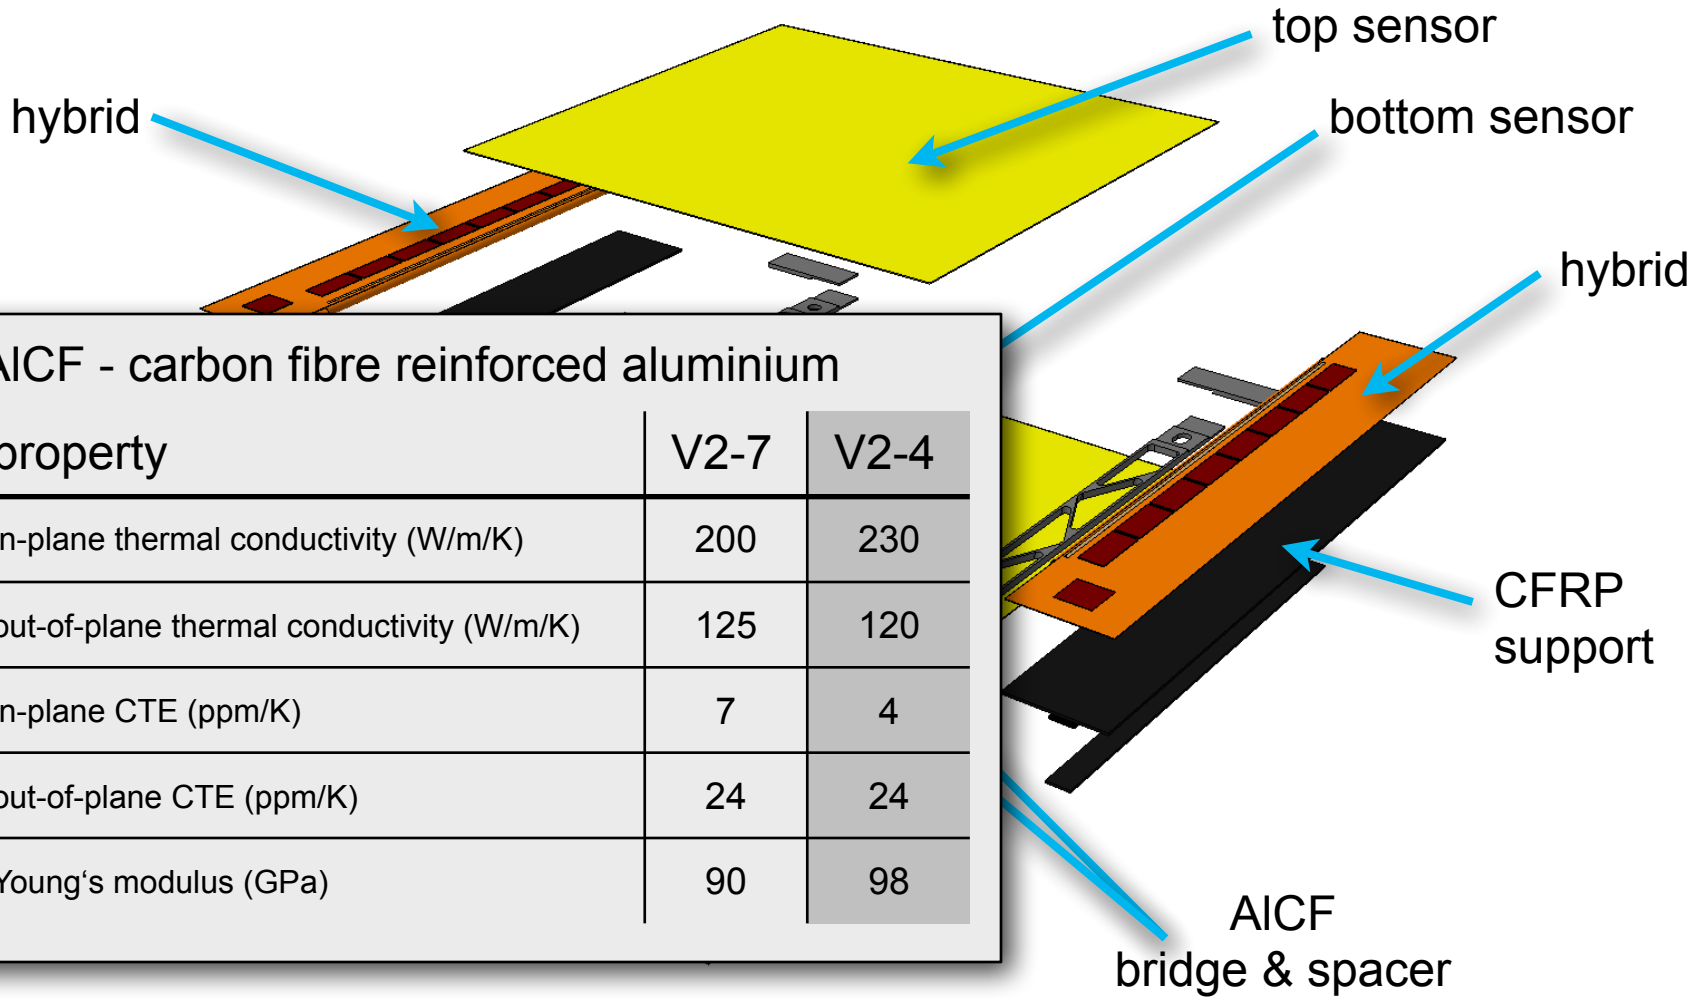 top sensor
hybrid
bottom sensor
hybrid
AlCF - carbon fibre reinforced aluminium
property V2-7 V2-4
in-plane thermal conductivity (W/m/K) 200 230
out-of-plane thermal conductivity (W/m/K) 125 120
in-plane CTE (ppm/K) 7 4
out-of-plane CTE (ppm/K) 24 24
Young‘s modulus (GPa) 90 98
CFRP
support
AlCF
bridge & spacer